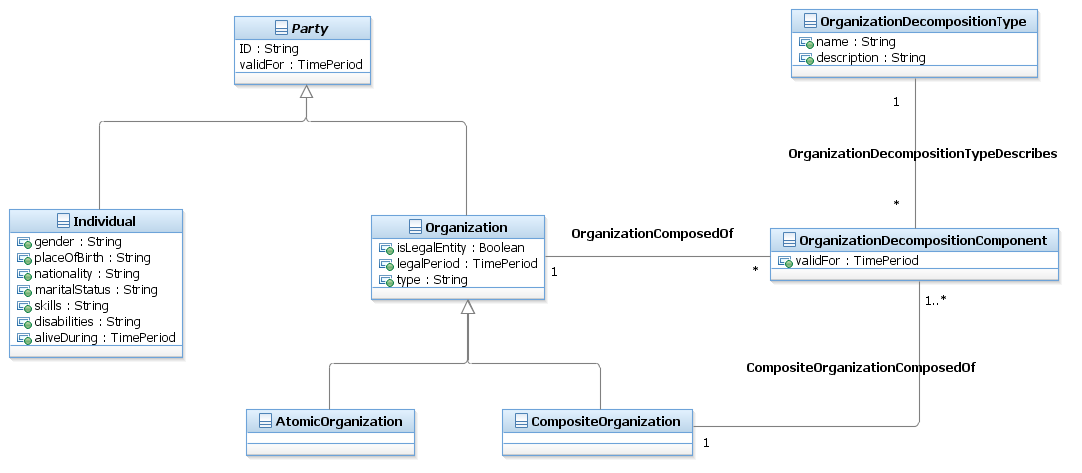 Party
ID : String
validFor : TimePeriod
OrganizationDecompositionType
name : String
description : String
1
OrganizationDecompositionTypeDescribes
*
Individual
gender : String
placeOfBirth : String
nationality : String
maritalStatus : String
skills : String
disabilities : String
aliveDuring : TimePeriod
Organization
isLegalEntity : Boolean
legalPeriod : TimePeriod
type : String
OrganizationComposedOf
1
*
OrganizationDecompositionComponent
validFor : TimePeriod
1..*
CompositeOrganizationComposedOf
AtomicOrganization
CompositeOrganization
1